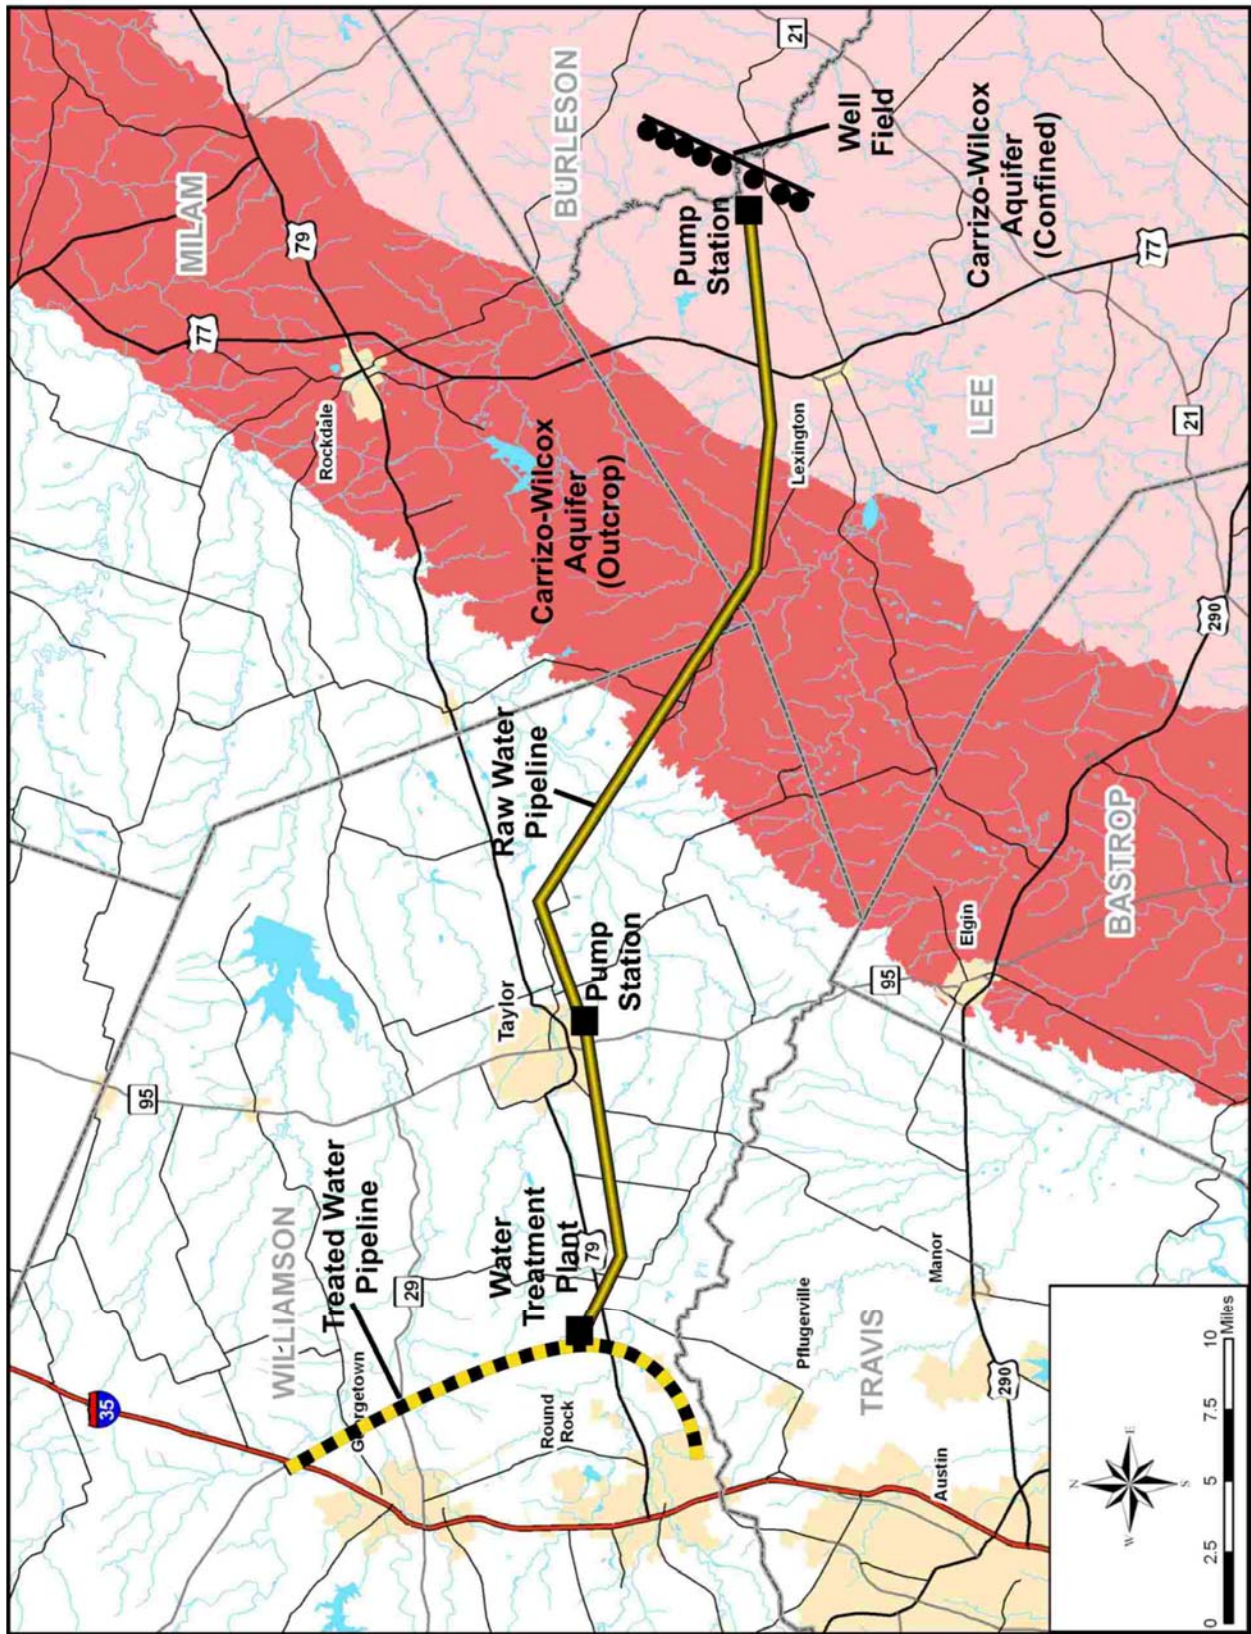 MILAM
BURLESON
WILLIAMSON
LEE
BASTROP
TRAVIS
Carrizo-Wilcox
Aquifer
(Outcrop)
Carrizo-Wilcox
Aquifer
(Confined)
Well
Field
Pump
Station
Raw Water
Pipeline
Pump
Station
Treated Water
Pipeline
Water
Treatment
Plant
Rockdale
Lexington
Taylor
Elgin
Manor
Pflugerville
Round
Rock
Austin
35
95
29
79
77
79
21
77
21
290
95
79
290
N
W
E
S
0
2.5
5
7.5
10
Miles